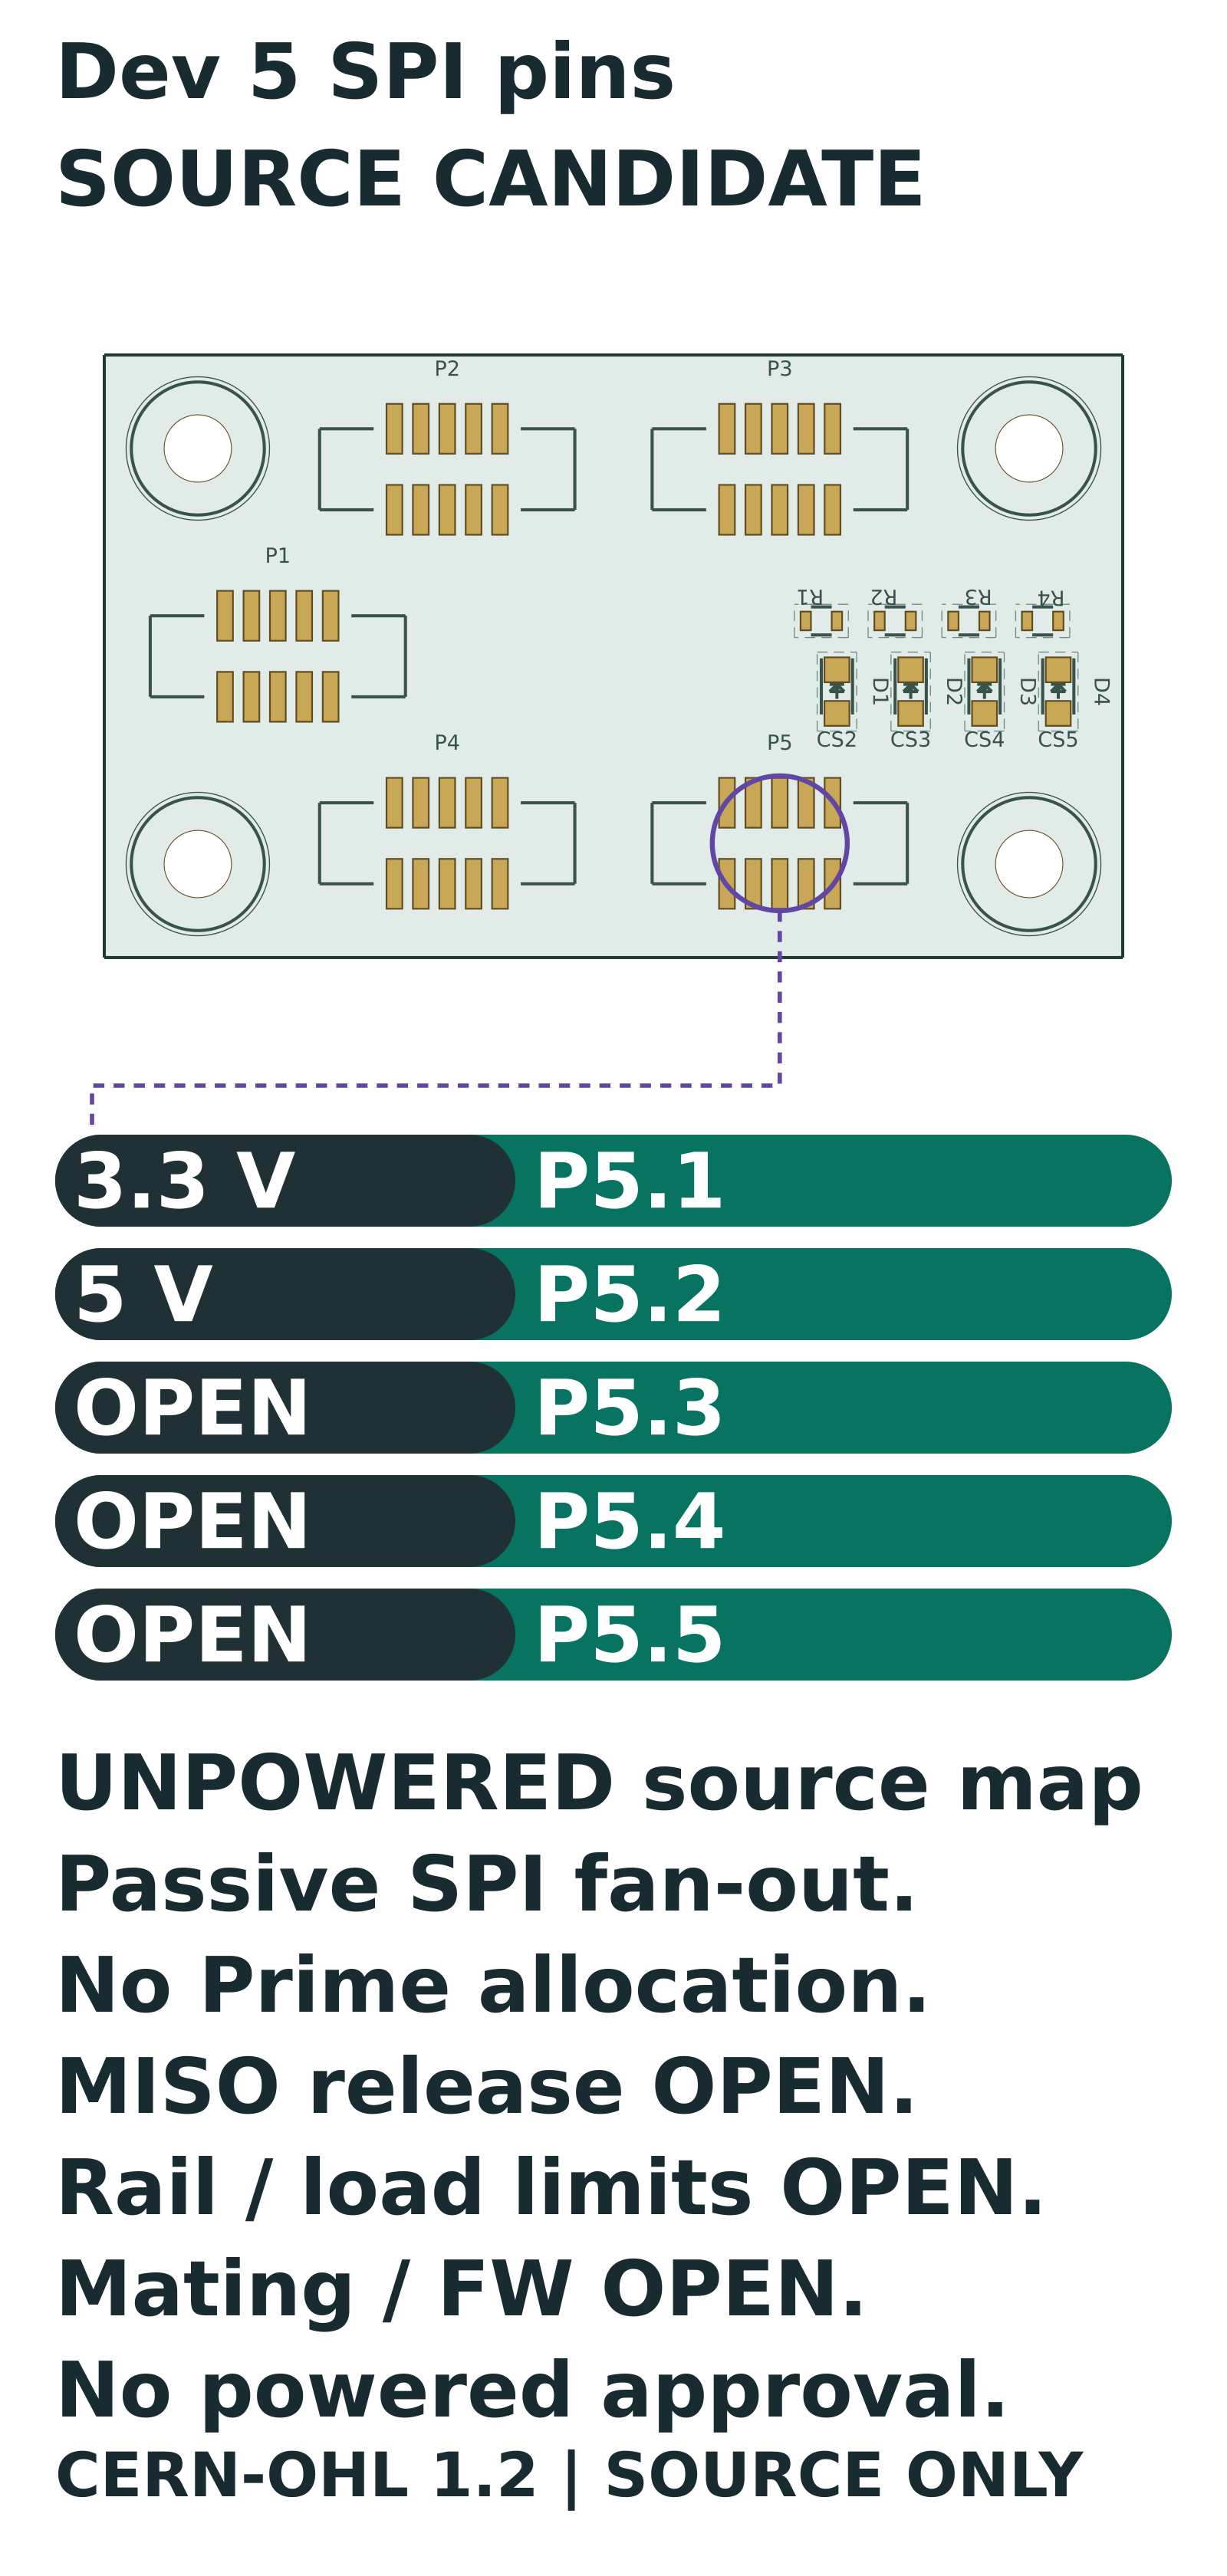 Dev 5 SPI pins
SOURCE CANDIDATE
P2 P3
P1
R1 R2 R3 R4
D1 D2 D3 D4
P4 P5 CS2 CS3 CS4 CS5
3.3 V P5.1
5 V P5.2
OPEN P5.3
OPEN P5.4
OPEN P5.5
UNPOWERED source map
Passive SPI fan-out.
No Prime allocation.
MISO release OPEN.
Rail / load limits OPEN.
Mating / FW OPEN.
No powered approval.
CERN-OHL 1.2 | SOURCE ONLY